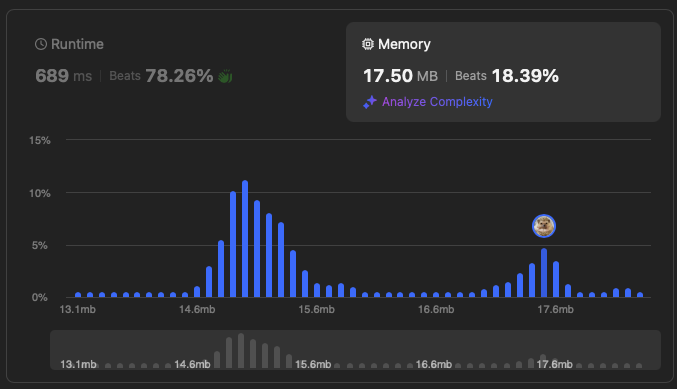 Runtime
689 ms | Beats 78.26%
Memory
17.50 MB | Beats 18.39%
Analyze Complexity
15%
10%
5%
0%
13.1mb 14.6mb 15.6mb 16.6mb 17.6mb
13.1mb 14.6mb 15.6mb 16.6mb 17.6mb